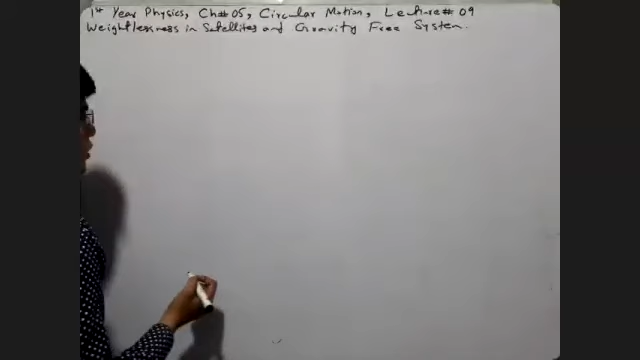 1st Year Physics, Ch# 05, Circular Motion, Lecture# 09
Weightlessness in Satellites and Gravity Free System.